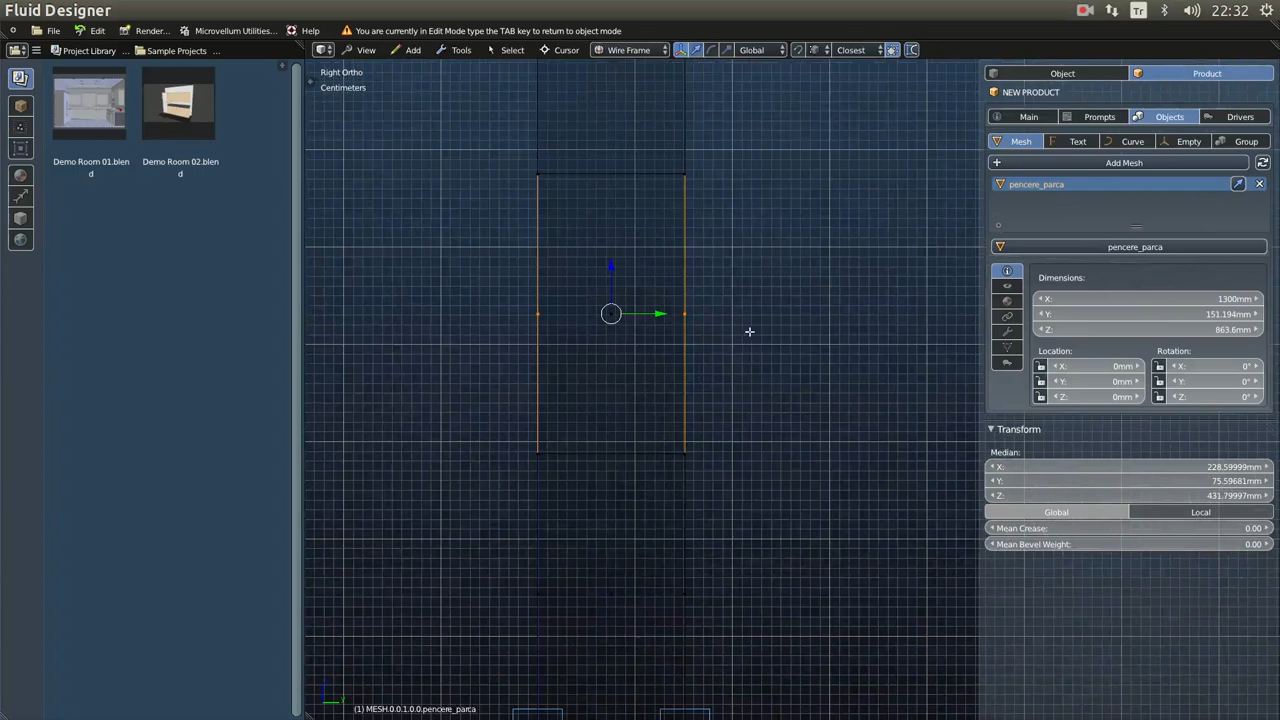 Fluid Designer
Tr
22:32
File
Edit
Render...
Microvellum Utilities...
Help
You are currently in Edit Mode type the TAB key to return to object mode
Project Library ...
Sample Projects ...
View
Add
Tools
Select
Cursor
Wire Frame
Global
Closest
Demo Room 01.blen
d
Demo Room 02.blen
d
Right Ortho
Centimeters
y
(1) MESH.0.0.1.0.0.pencere_parca
Object
Product
NEW PRODUCT
Main
Prompts
Objects
Drivers
Mesh
Text
Curve
Empty
Group
Add Mesh
pencere_parca
pencere_parca
Dimensions:
X: 1300mm
Y: 151.194mm
Z: 863.6mm
Location:
Rotation:
X: 0mm
X: 0°
Y: 0mm
Y: 0°
Z: 0mm
Z: 0°
Transform
Median:
X: 228.59999mm
Y: 75.59681mm
Z: 431.79997mm
Global
Local
Mean Crease: 0.00
Mean Bevel Weight: 0.00